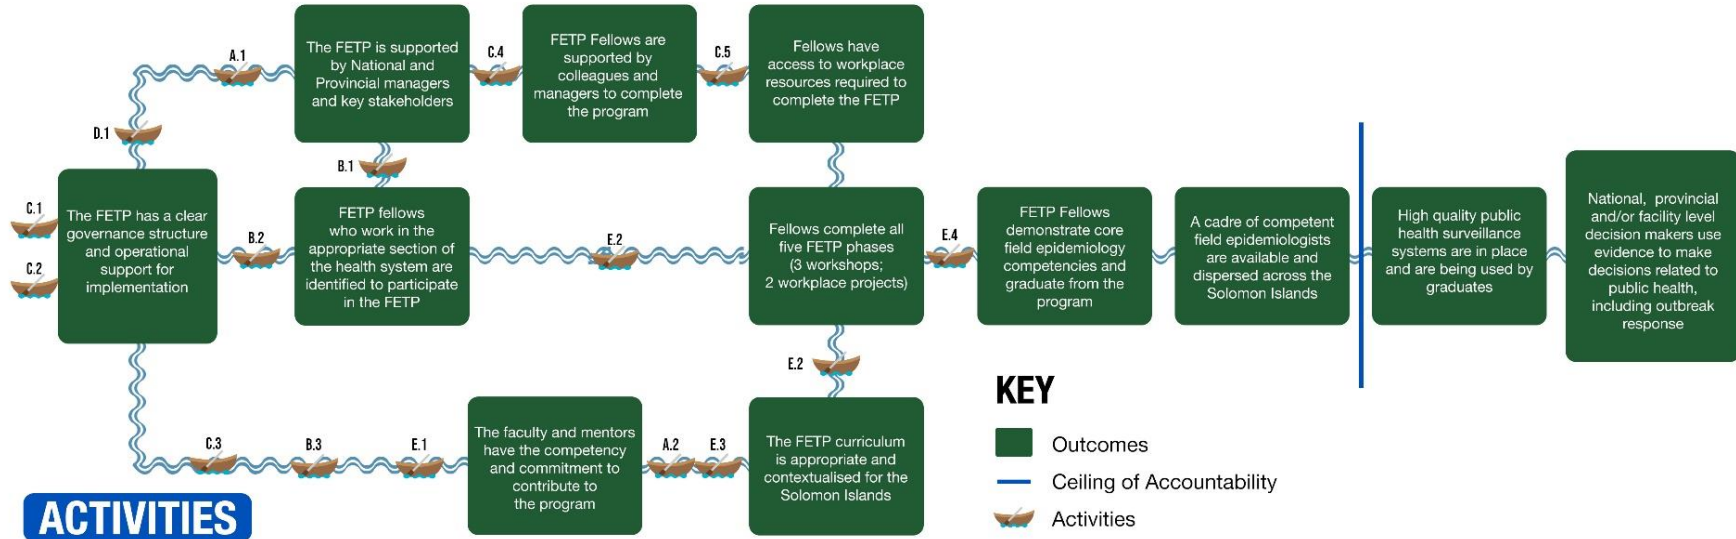 A.1
The FETP is supported
by National and
Provincial managers
and key stakeholders
C.4
FETP Fellows are
supported by
colleagues and
managers to complete
the program
C.5
Fellows have
access to workplace
resources required to
complete the FETP
D.1
B.1
C.1
C.2
The FETP has a clear
governance structure
and operational
support for
implementation
B.2
FETP fellows
who work in the
appropriate section of
the health system are
identified to participate
in the FETP
E.2
Fellows complete all
five FETP phases
(3 workshops;
2 workplace projects)
E.4
FETP Fellows
demonstrate core
field epidemiology
competencies and
graduate from the
program
A cadre of competent
field epidemiologists
are available and
dispersed across the
Solomon Islands
High quality public
health surveillance
systems are in place
and are being used by
graduates
National, provincial
and/or facility level
decision makers use
evidence to make
decisions related to
public health,
including outbreak
response
E.2
C.3
B.3
E.1
The faculty and mentors
have the competency
and commitment to
contribute to
the program
A.2
E.3
The FETP curriculum
is appropriate and
contextualised for the
Solomon Islands
KEY
Outcomes
Ceiling of Accountability
Activities
ACTIVITIES